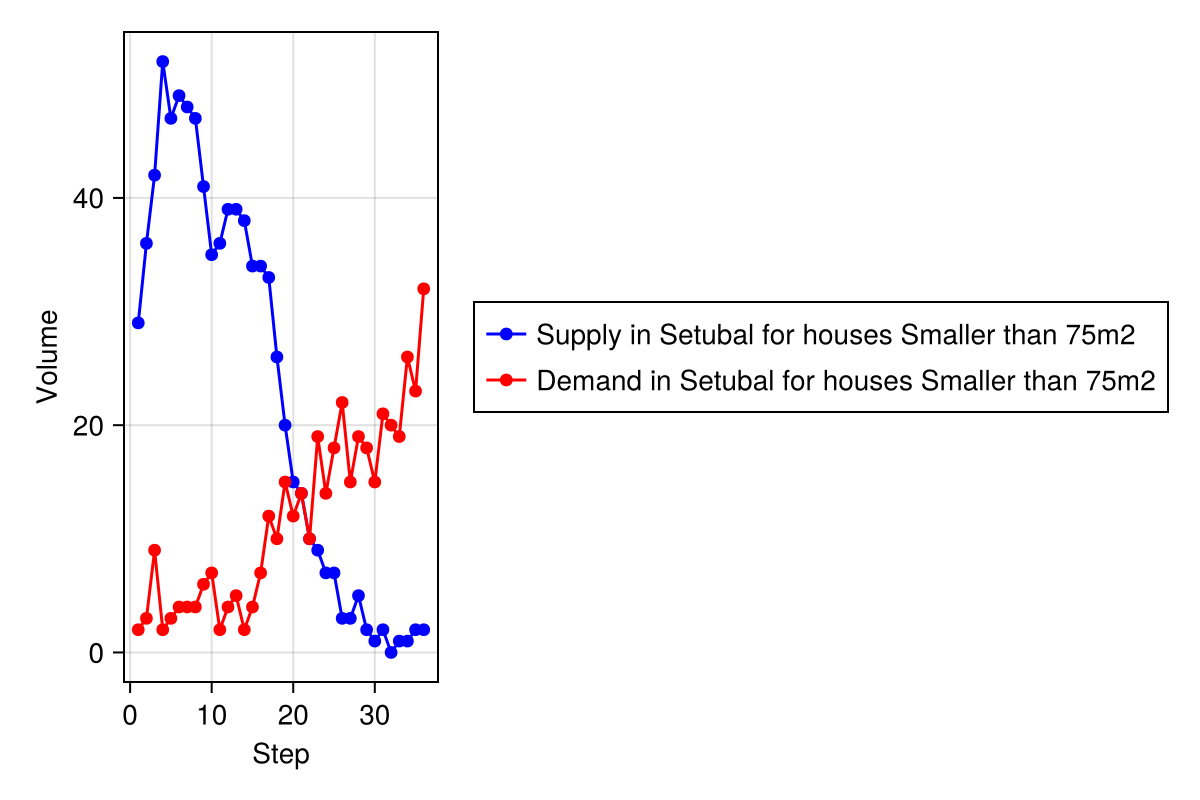 Volume
40
20
0
0 10 20 30
Step
Supply in Setubal for houses Smaller than 75m2
Demand in Setubal for houses Smaller than 75m2